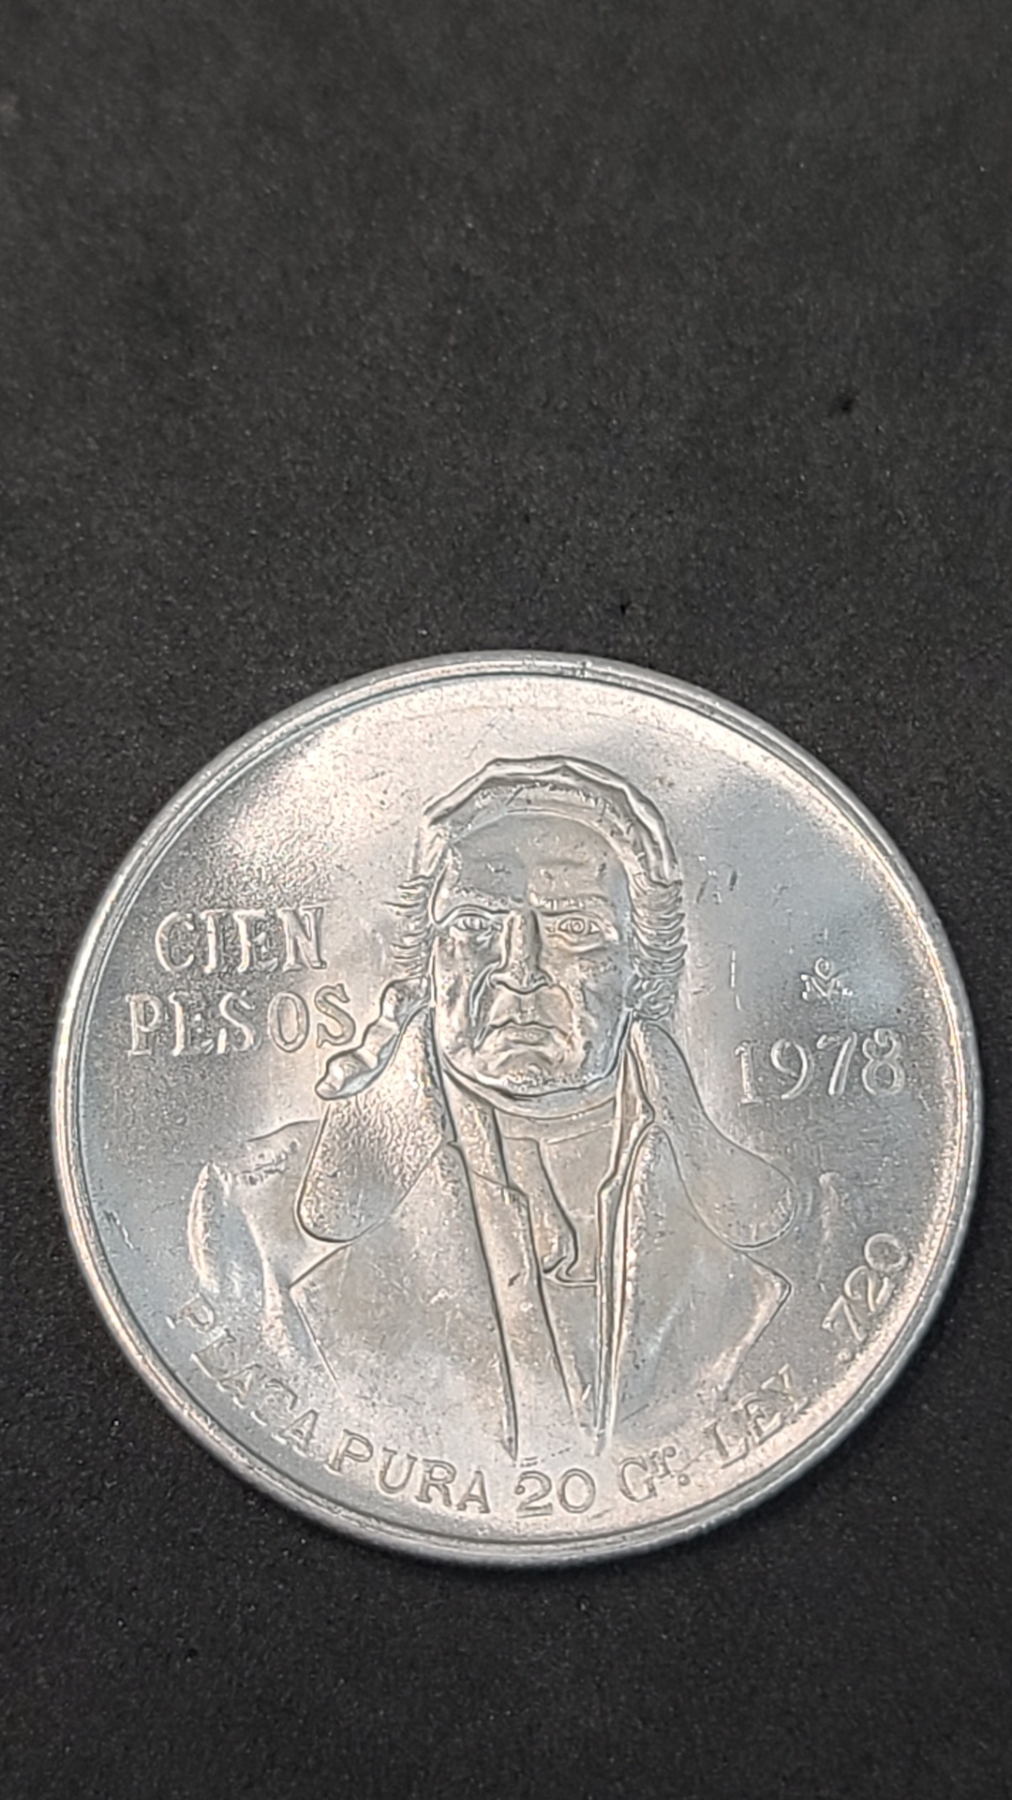 CIEN
PESOS
Mo
1978
PLATA PURA 20 Gr. LEY .720